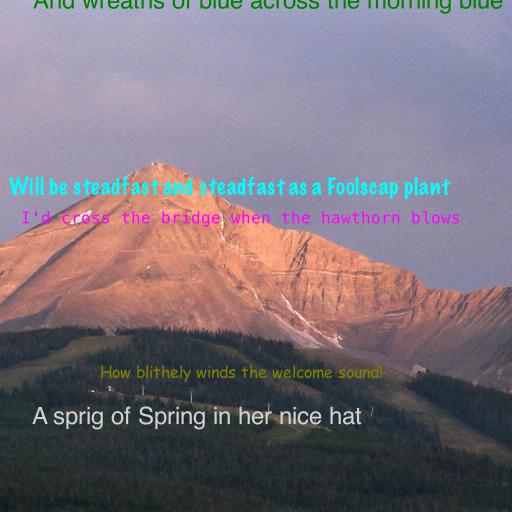 And wreaths of blue across the morning blue
Will be steadfast and steadfast as a Foolscap plant
I'd cross the bridge when the hawthorn blows
How blithely winds the welcome sound!
A sprig of Spring in her nice hat